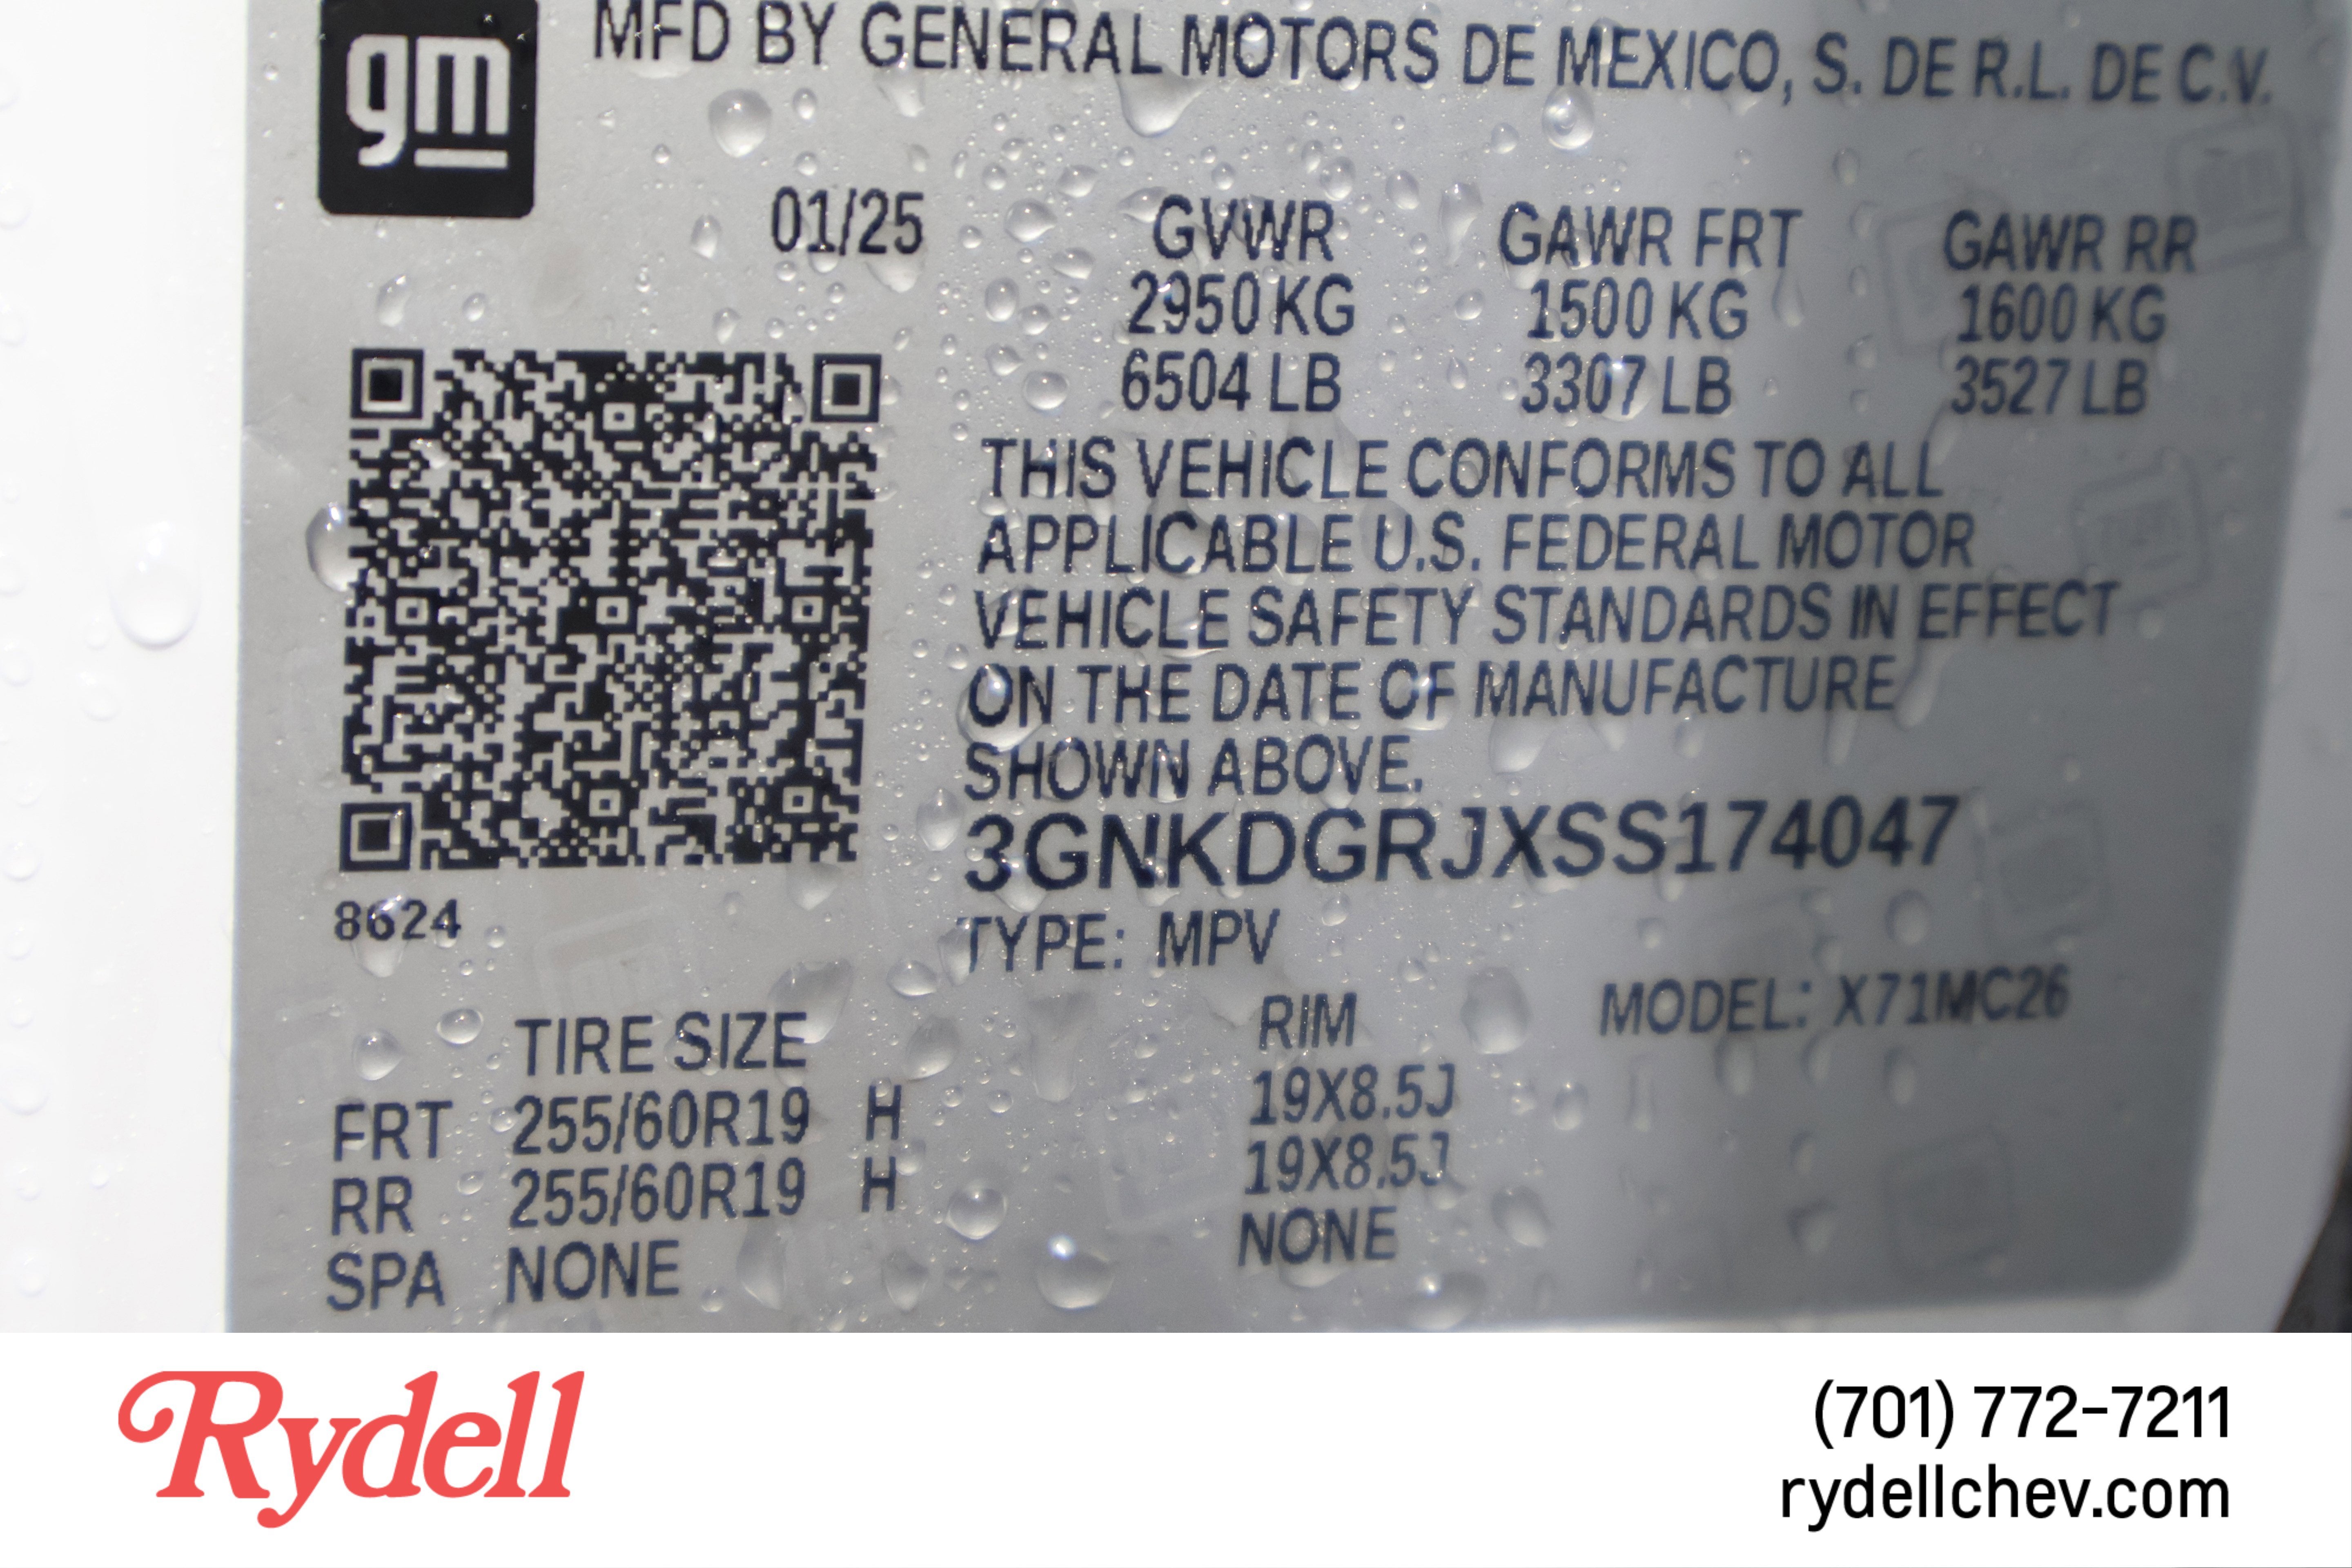 gm
MFD BY GENERAL MOTORS DE MEXICO, S. DE R.L. DE C.V.
01/25 GVWR GAWR FRT GAWR RR
2950 KG 1500 KG 1600 KG
6504 LB 3307 LB 3527 LB
THIS VEHICLE CONFORMS TO ALL
APPLICABLE U.S. FEDERAL MOTOR
VEHICLE SAFETY STANDARDS IN EFFECT
ON THE DATE OF MANUFACTURE
SHOWN ABOVE.
3GNKDGRJXSS174047
8624
TYPE: MPV
MODEL: X71MC26
TIRE SIZE RIM
FRT 255/60R19 H 19X8.5J
RR 255/60R19 H 19X8.5J
SPA NONE NONE
Rydell
(701) 772-7211
rydellchev.com